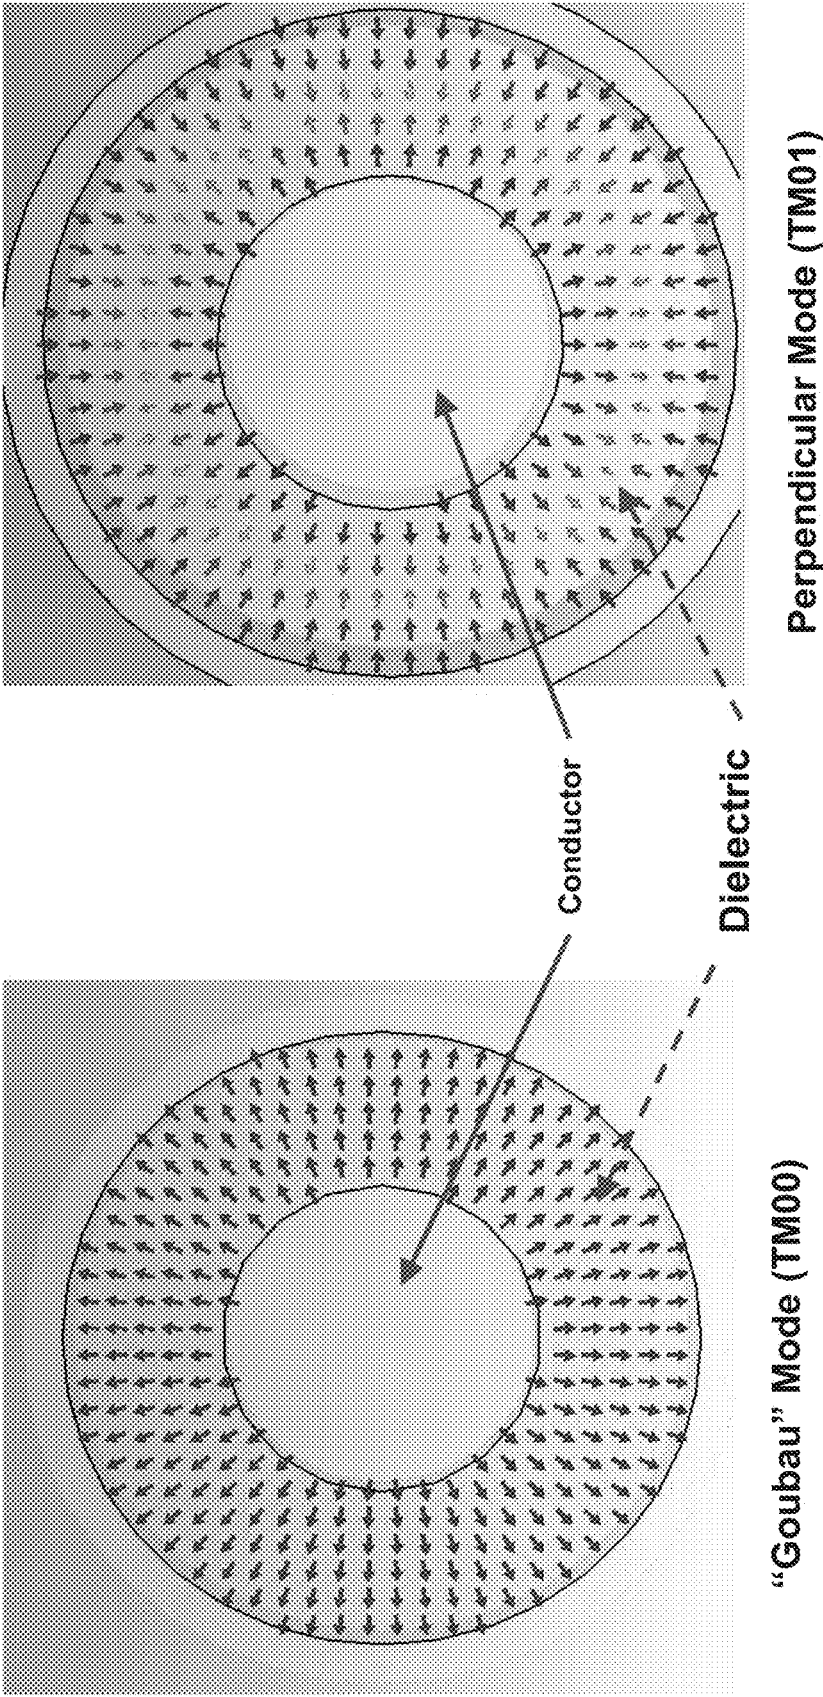 Conductor
Dielectric
“Goubau” Mode (TM00)
Perpendicular Mode (TM01)